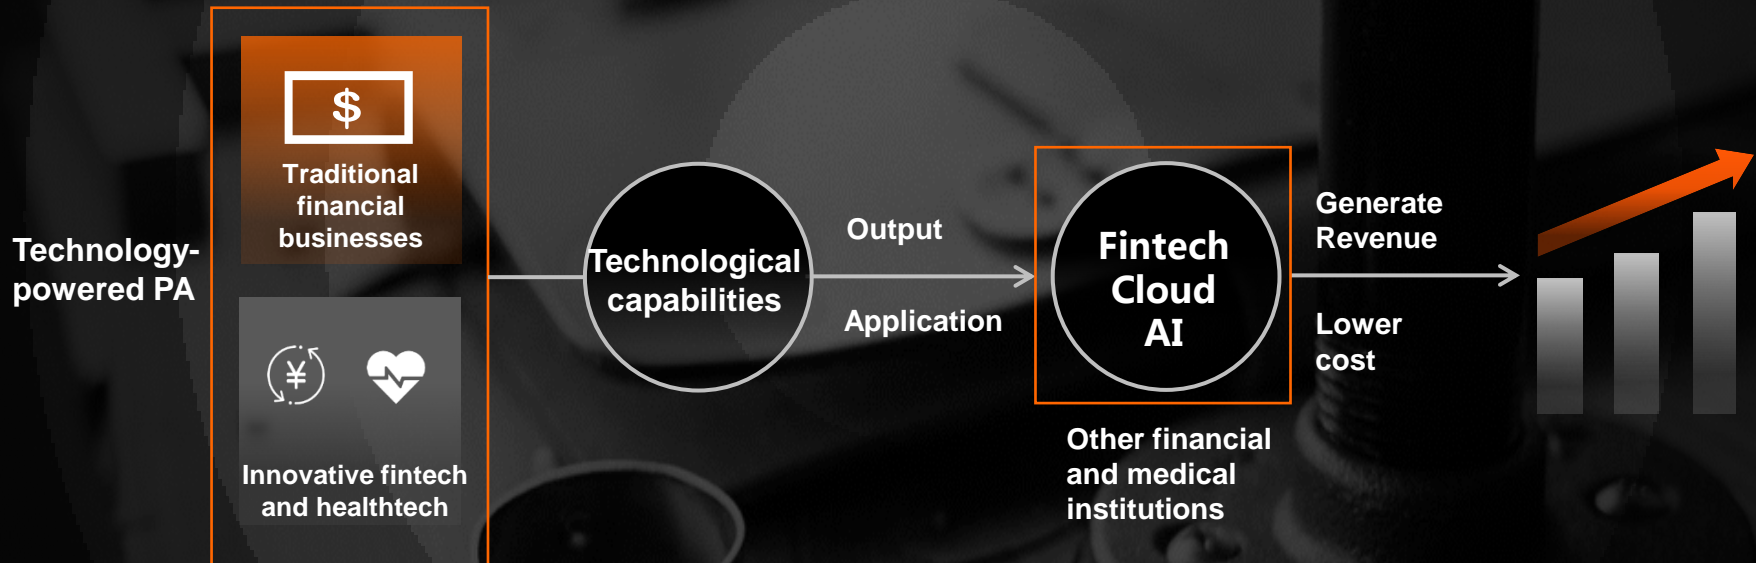 Technology-
powered PA
$
Traditional
financial
businesses
¥
Innovative fintech
and healthtech
Technological
capabilities
Output
Application
Fintech
Cloud
AI
Other financial
and medical
institutions
Generate
Revenue
Lower
cost